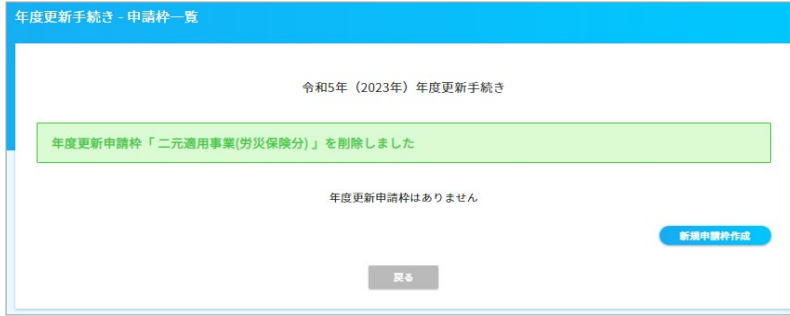 年度更新手続き - 申請枠一覧
令和5年（2023年）年度更新手続き
年度更新申請枠「 二元適用事業(労災保険分) 」を削除しました
年度更新申請枠はありません
新規申請枠作成
戻る